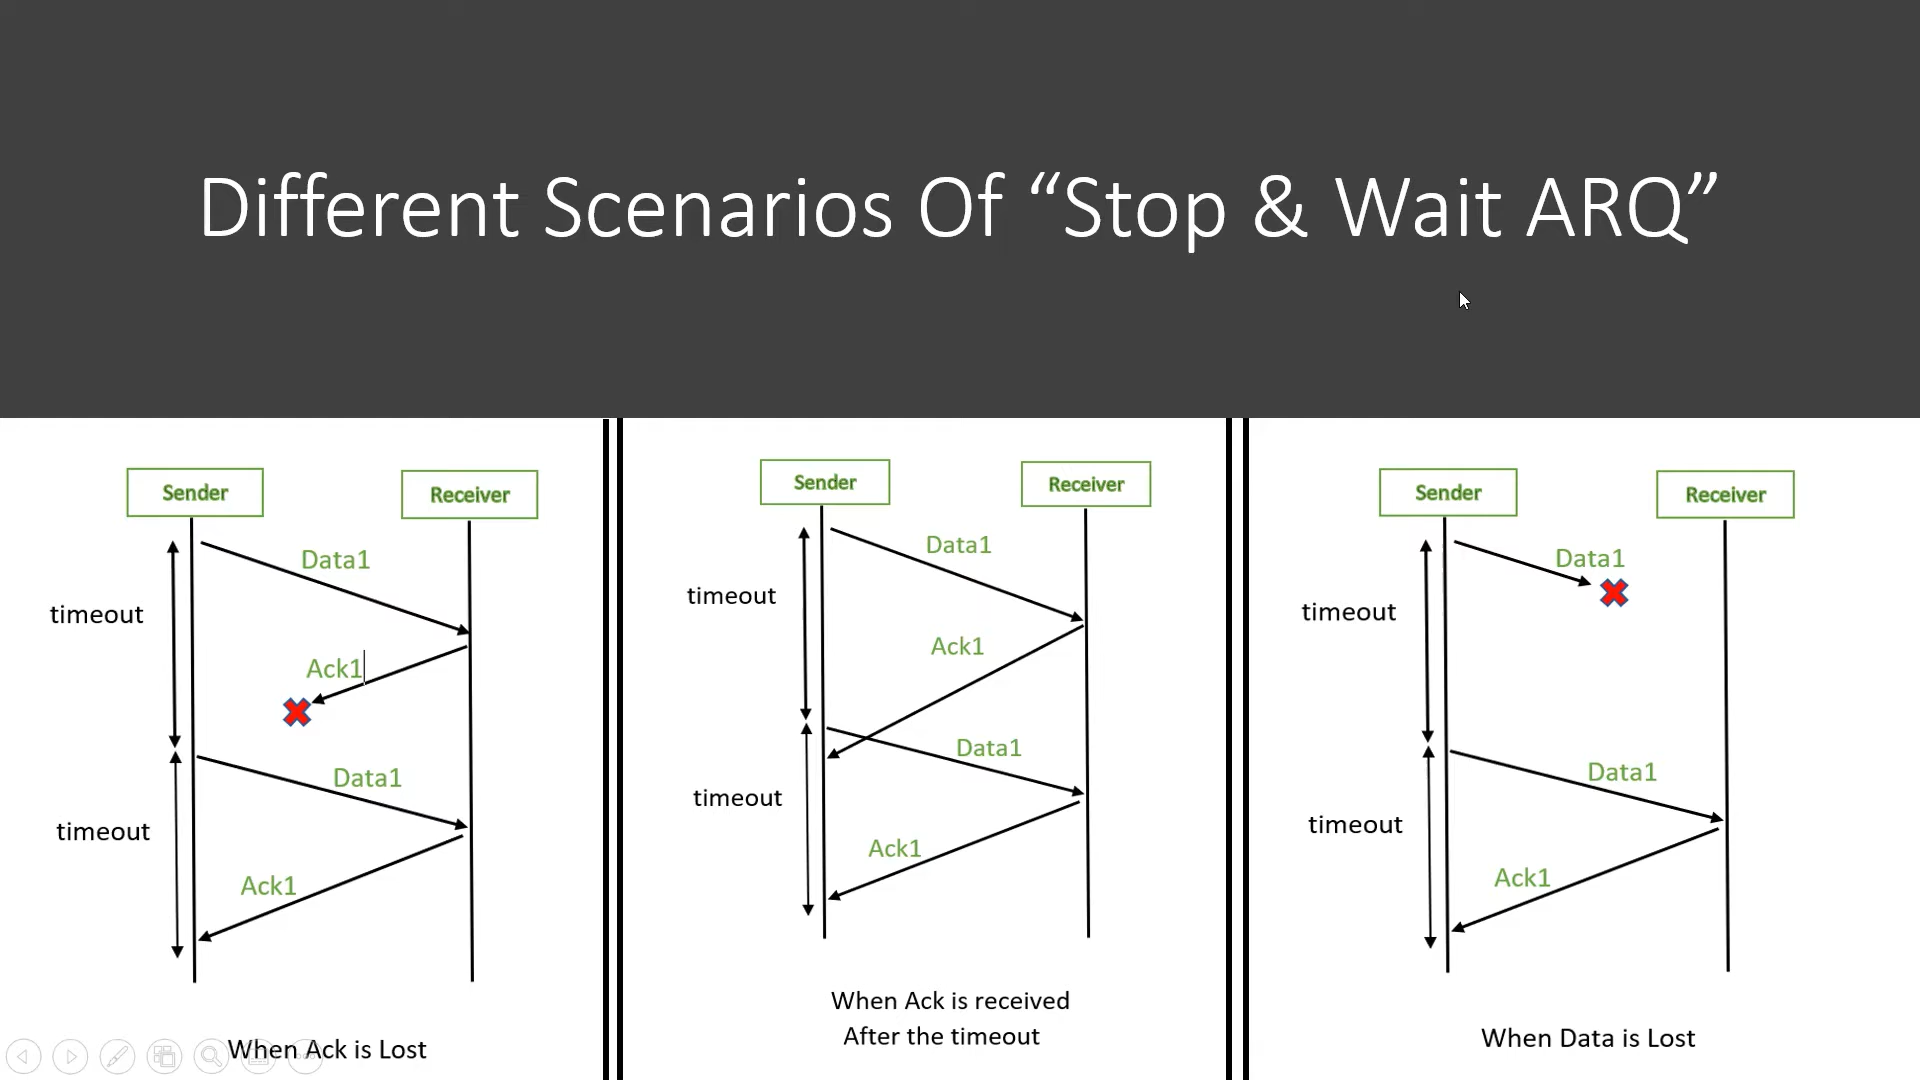 Different Scenarios Of “Stop & Wait ARQ”
Sender
Receiver
Data1
timeout
Ack1
Data1
timeout
Ack1
When Ack is Lost
Sender
Receiver
Data1
timeout
Ack1
Data1
timeout
Ack1
When Ack is received
After the timeout
Sender
Receiver
Data1
timeout
Data1
timeout
Ack1
When Data is Lost